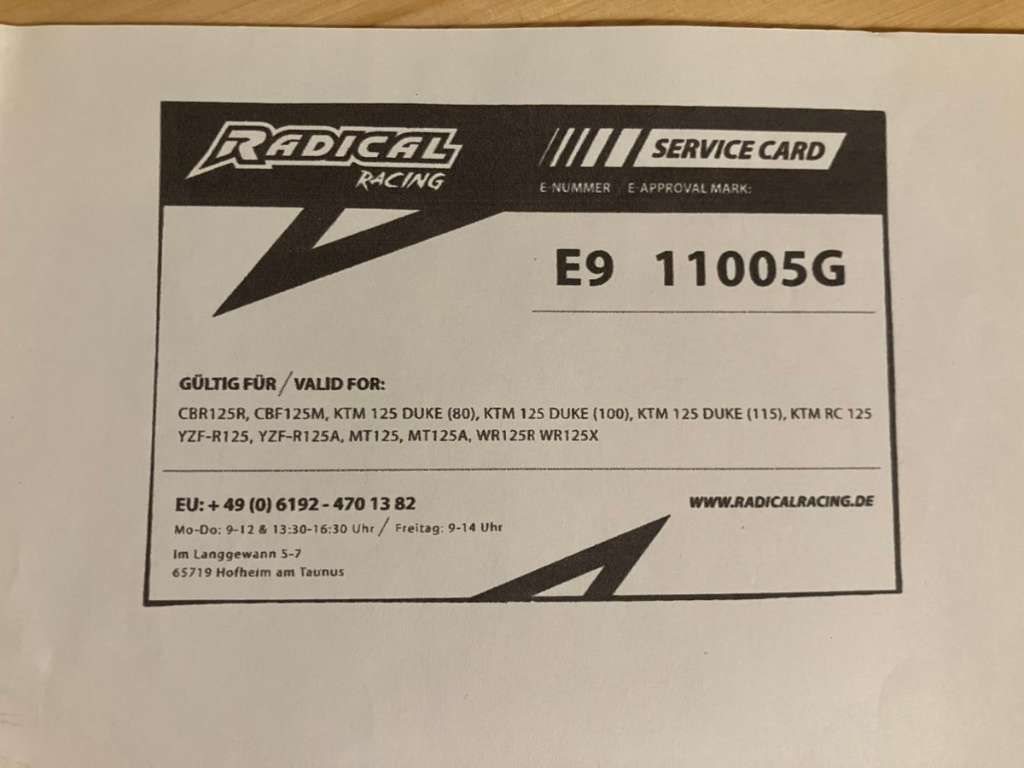 RADICAL
RACING
SERVICE CARD
E-NUMMER / E-APPROVAL MARK:
E9 11005G
GÜLTIG FÜR / VALID FOR:
CBR125R, CBF125M, KTM 125 DUKE (80), KTM 125 DUKE (100), KTM 125 DUKE (115), KTM RC 125
YZF-R125, YZF-R125A, MT125, MT125A, WR125R WR125X
EU: + 49 (0) 6192 - 470 13 82
WWW.RADICALRACING.DE
Mo-Do: 9-12 & 13:30-16:30 Uhr / Freitag: 9-14 Uhr
Im Langgewann 5-7
65719 Hofheim am Taunus